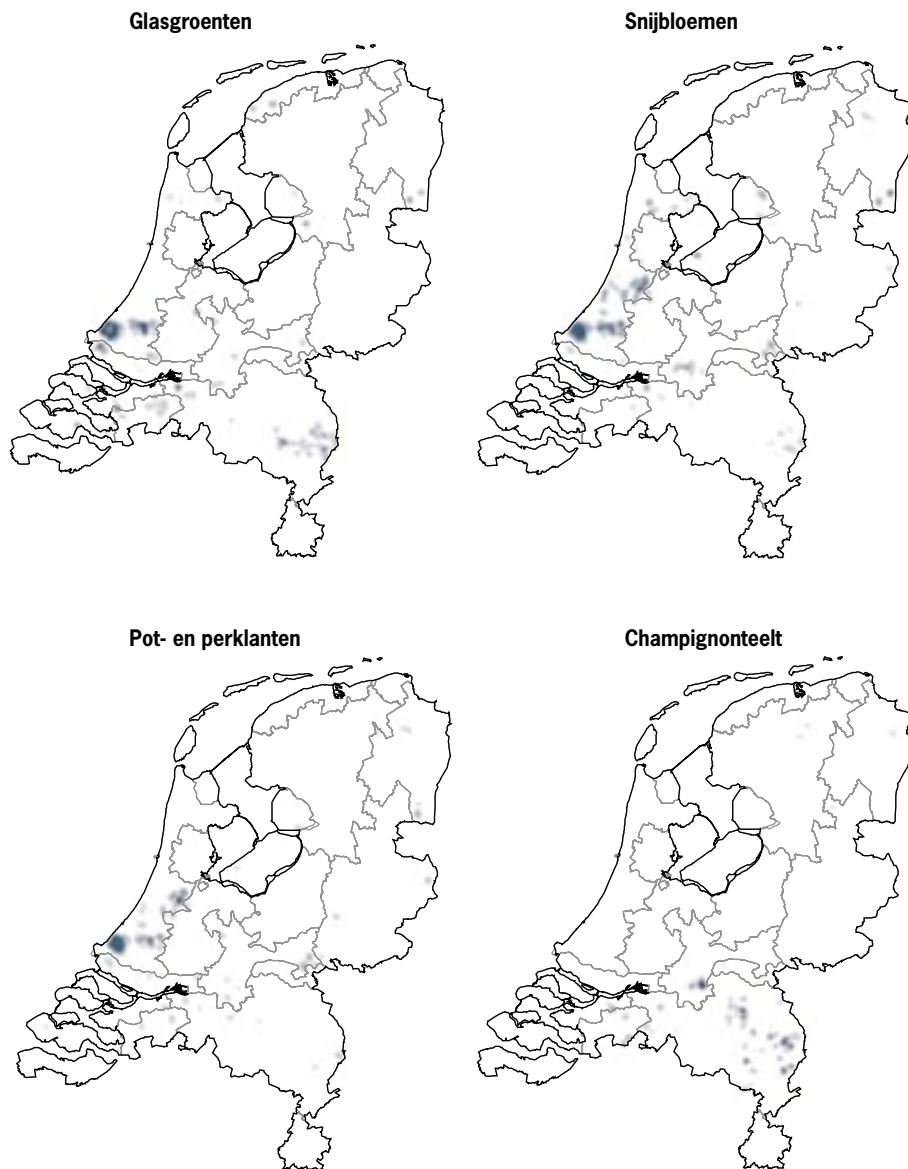 Glasgroenten
Snijbloemen
Pot- en perklanten
Champignonteelt